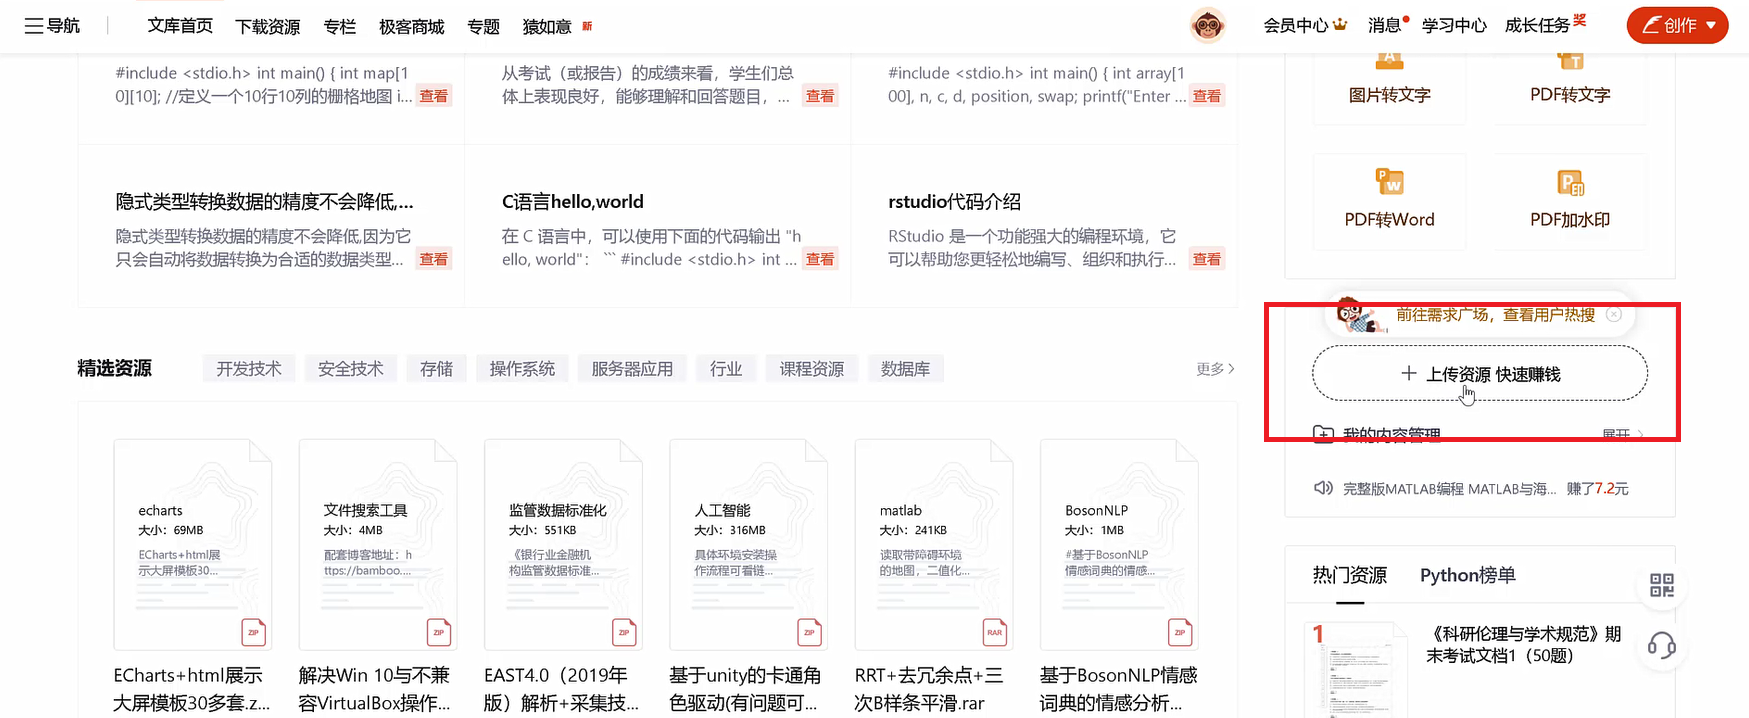 导航
文库首页 下载资源 专栏 极客商城 专题 猿如意 新
会员中心 消息 学习中心 成长任务 奖 创作
#include <stdio.h> int main() { int map[1
0][10]; //定义一个10行10列的栅格地图 i... 查看
从考试（或报告）的成绩来看，学生们总
体上表现良好，能够理解和回答题目，... 查看
#include <stdio.h> int main() { int array[1
00], n, c, d, position, swap; printf("Enter ... 查看
图片转文字
PDF转文字
隐式类型转换数据的精度不会降低,...
隐式类型转换数据的精度不会降低,因为它
只会自动将数据转换为合适的数据类型... 查看
C语言hello,world
在 C 语言中，可以使用下面的代码输出 "h
ello, world"： ``` #include <stdio.h> int ... 查看
rstudio代码介绍
RStudio 是一个功能强大的编程环境，它
可以帮助您更轻松地编写、组织和执行... 查看
PDF转Word
PDF加水印
前往需求广场，查看用户热搜
+ 上传资源 快速赚钱
我的内容管理 展开
完整版MATLAB编程 MATLAB与海... 赚了7.2元
精选资源 开发技术 安全技术 存储 操作系统 服务器应用 行业 课程资源 数据库 更多
echarts
大小：69MB
ECharts+html展
示大屏模板30...
ZIP
ECharts+html展示
大屏模板30多套.z...
文件搜索工具
大小：4MB
配套博客地址：h
ttps://bamboo....
ZIP
解决Win 10与不兼
容VirtualBox操作...
监管数据标准化
大小：551KB
《银行业金融机
构监管数据标准...
ZIP
EAST4.0（2019年
版）解析+采集技...
人工智能
大小：316MB
具体环境安装操
作流程可看链...
ZIP
基于unity的卡通角
色驱动(有问题可...
matlab
大小：241KB
读取带障碍环境
的地图，二值化...
RAR
RRT+去冗余点+三
次B样条平滑.rar
BosonNLP
大小：1MB
#基于BosonNLP
情感词典的情感...
ZIP
基于BosonNLP情感
词典的情感分析...
热门资源 Python榜单
1
《科研伦理与学术规范》期
末考试文档1（50题）